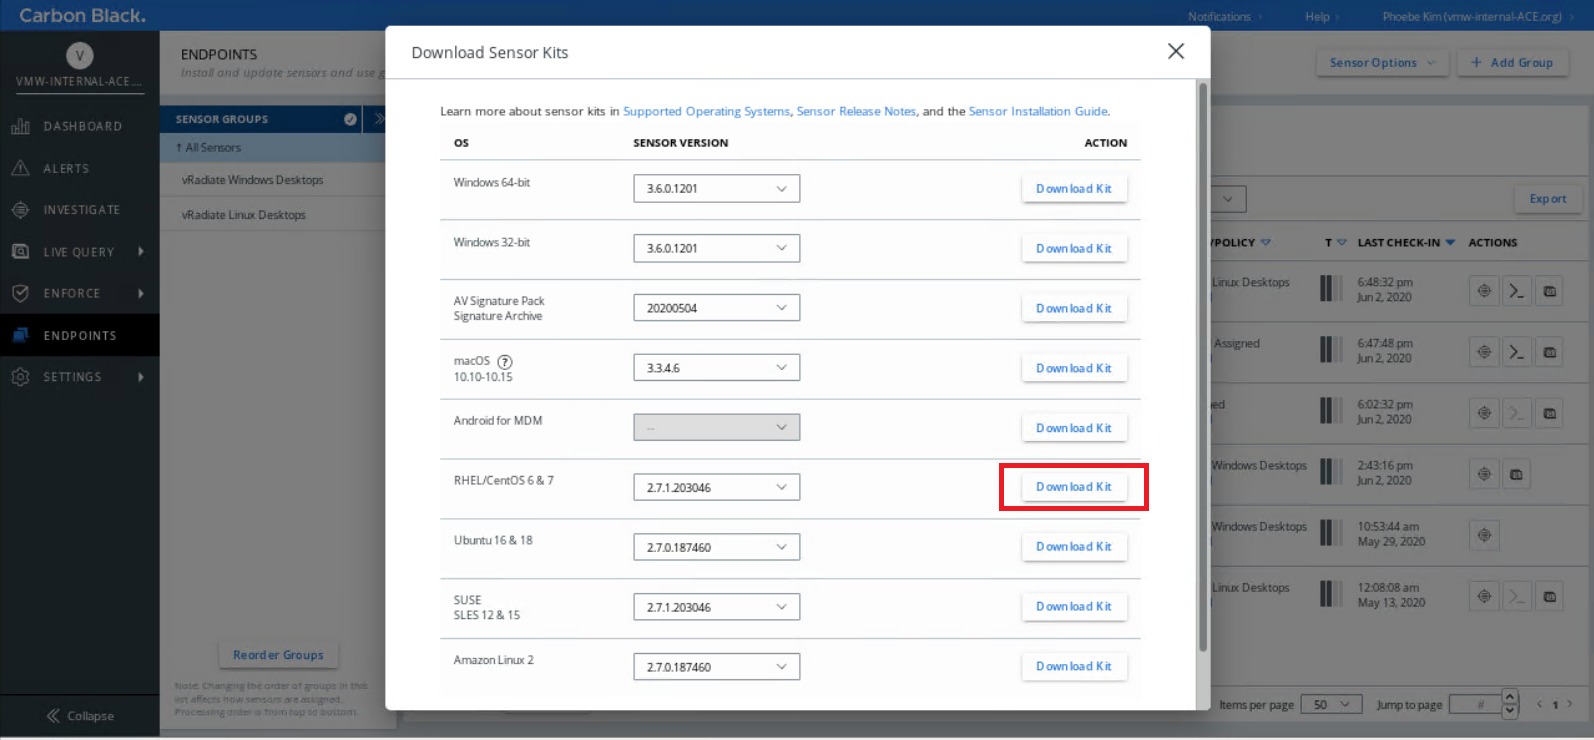 Carbon Black.
Notifications
Help
Phoebe Kim (vmw-internal-ACE.org)
V
VMW-INTERNAL-ACE....
DASHBOARD
ALERTS
INVESTIGATE
LIVE QUERY
ENFORCE
ENDPOINTS
SETTINGS
Collapse
ENDPOINTS
Install and update sensors and use g
Sensor Options
+ Add Group
SENSOR GROUPS
↑ All Sensors
vRadiate Windows Desktops
vRadiate Linux Desktops
Reorder Groups
Note: Changing the order of groups in this
list affects how sensors are assigned.
Processing order is from top to bottom.
Download Sensor Kits
Learn more about sensor kits in Supported Operating Systems, Sensor Release Notes, and the Sensor Installation Guide.
OS SENSOR VERSION ACTION
Windows 64-bit 3.6.0.1201 Download Kit
Windows 32-bit 3.6.0.1201 Download Kit
AV Signature Pack
Signature Archive 20200504 Download Kit
macOS ?
10.10-10.15 3.3.4.6 Download Kit
Android for MDM ... Download Kit
RHEL/CentOS 6 & 7 2.7.1.203046 Download Kit
Ubuntu 16 & 18 2.7.0.187460 Download Kit
SUSE
SLES 12 & 15 2.7.1.203046 Download Kit
Amazon Linux 2 2.7.0.187460 Download Kit
Export
/POLICY T LAST CHECK-IN ACTIONS
Linux Desktops 6:48:32 pm
Jun 2, 2020
Assigned 6:47:48 pm
Jun 2, 2020
ed 6:02:32 pm
Jun 2, 2020
Windows Desktops 2:43:16 pm
Jun 2, 2020
Windows Desktops 10:53:44 am
May 29, 2020
Linux Desktops 12:08:08 am
May 13, 2020
Items per page 50 Jump to page # 1